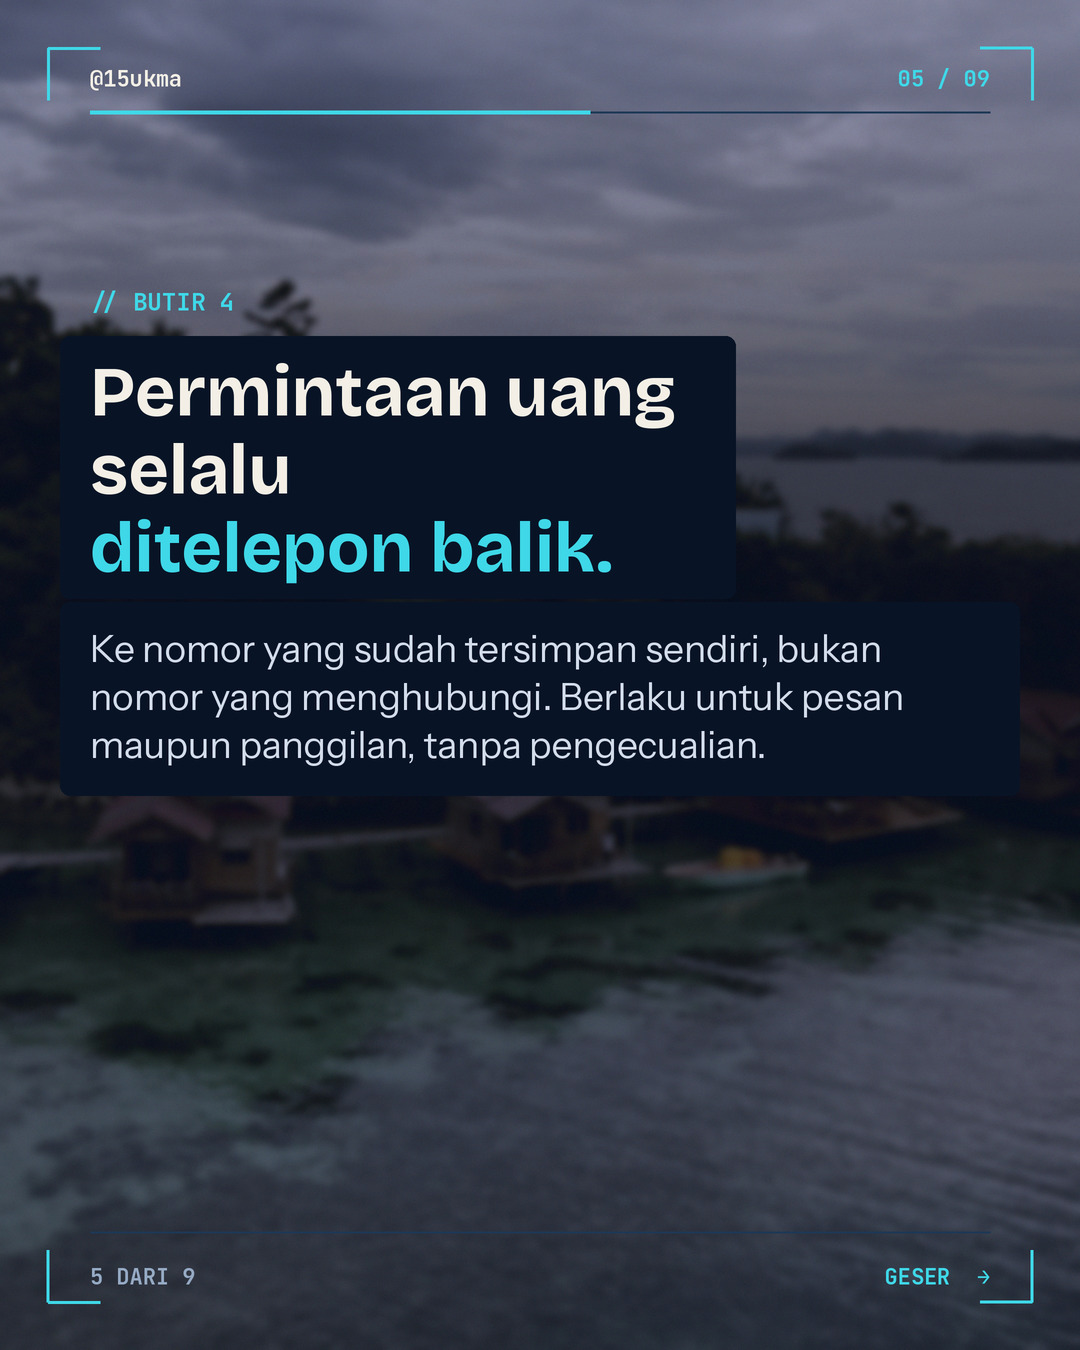 @15ukma
05 / 09
// BUTIR 4
Permintaan uang
selalu
ditelepon balik.
Ke nomor yang sudah tersimpan sendiri, bukan
nomor yang menghubungi. Berlaku untuk pesan
maupun panggilan, tanpa pengecualian.
5 DARI 9
GESER →